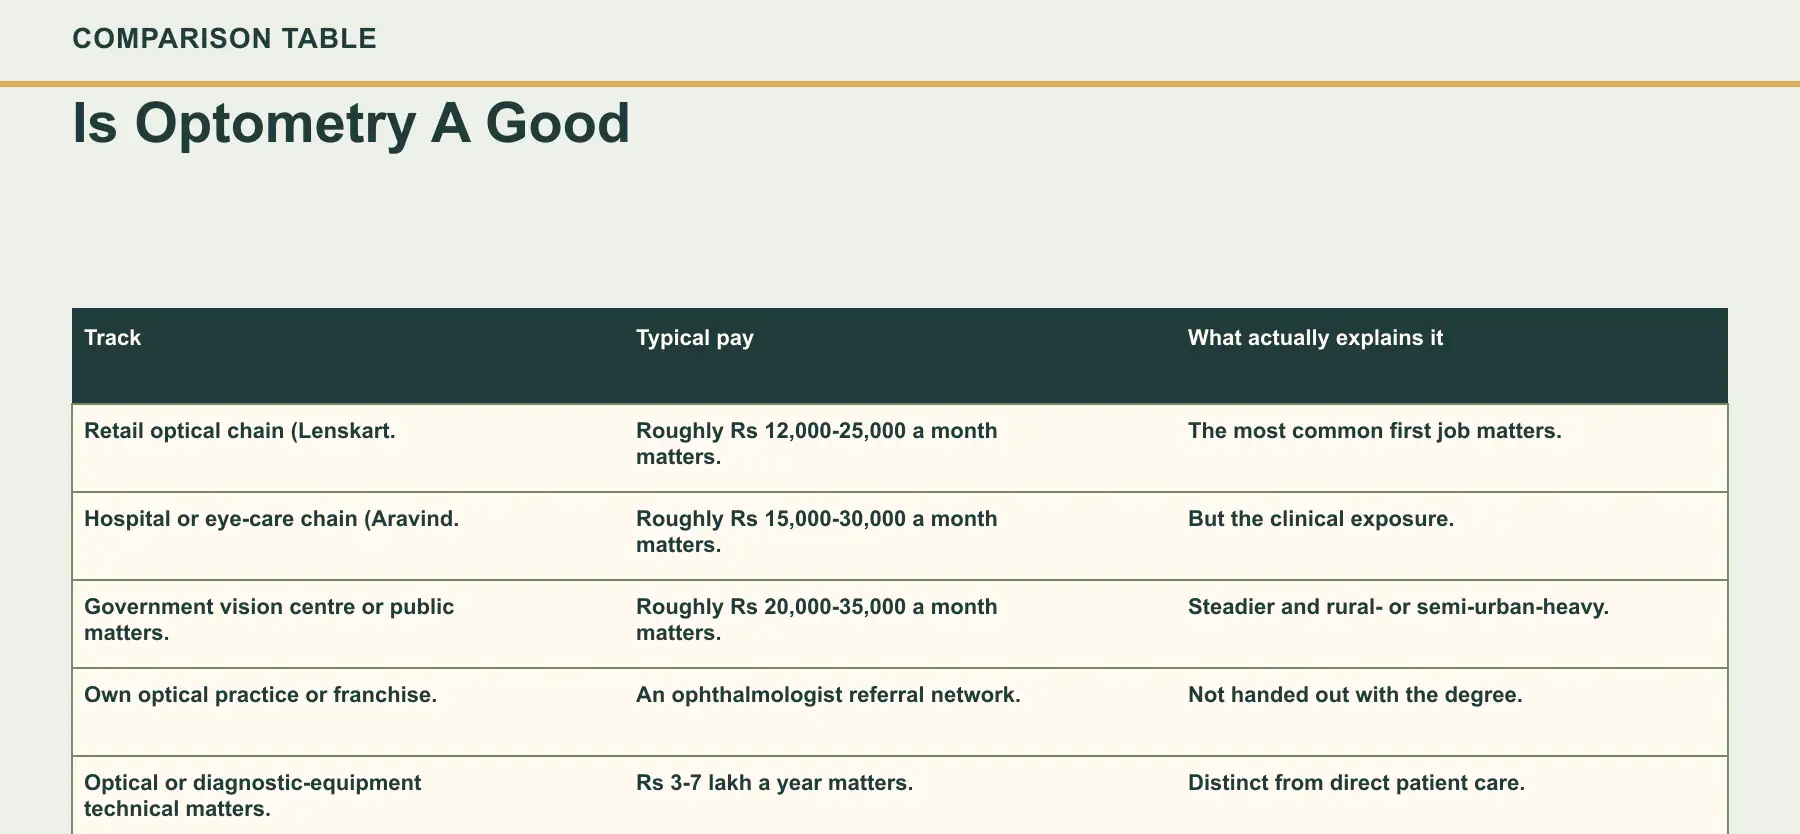 COMPARISON TABLE
Is Optometry A Good
Track
Typical pay
What actually explains it
Retail optical chain (Lenskart.
Roughly Rs 12,000-25,000 a month
matters.
The most common first job matters.
Hospital or eye-care chain (Aravind.
Roughly Rs 15,000-30,000 a month
matters.
But the clinical exposure.
Government vision centre or public
matters.
Roughly Rs 20,000-35,000 a month
matters.
Steadier and rural- or semi-urban-heavy.
Own optical practice or franchise.
An ophthalmologist referral network.
Not handed out with the degree.
Optical or diagnostic-equipment
technical matters.
Rs 3-7 lakh a year matters.
Distinct from direct patient care.